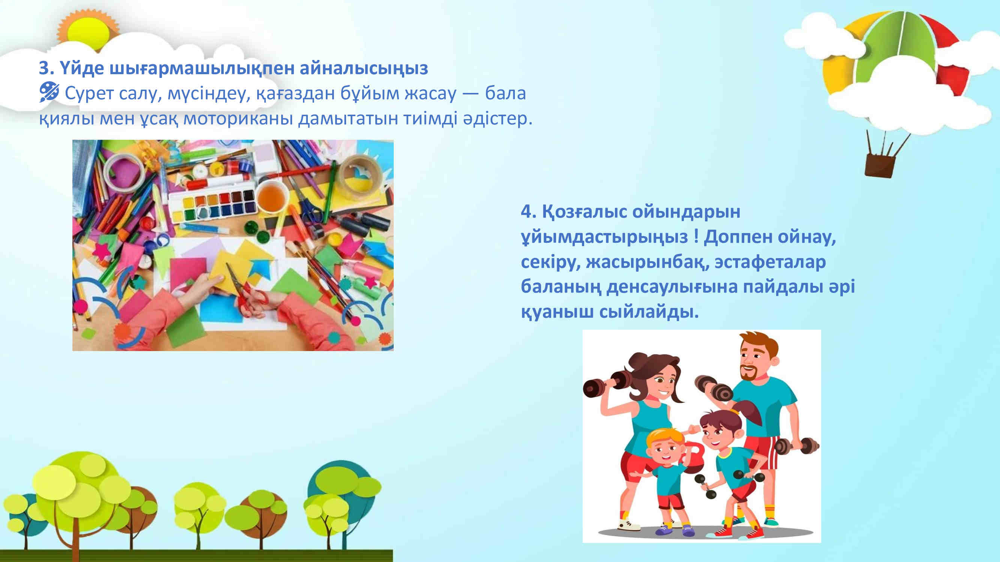 3. Үйде шығармашылықпен айналысыңыз
🎨 Сурет салу, мүсіндеу, қағаздан бұйым жасау — бала
қиялы мен ұсақ моториканы дамытатын тиімді әдістер.
4. Қозғалыс ойындарын
ұйымдастырыңыз ! Доппен ойнау,
секіру, жасырынбақ, эстафеталар
баланың денсаулығына пайдалы әрі
қуаныш сыйлайды.